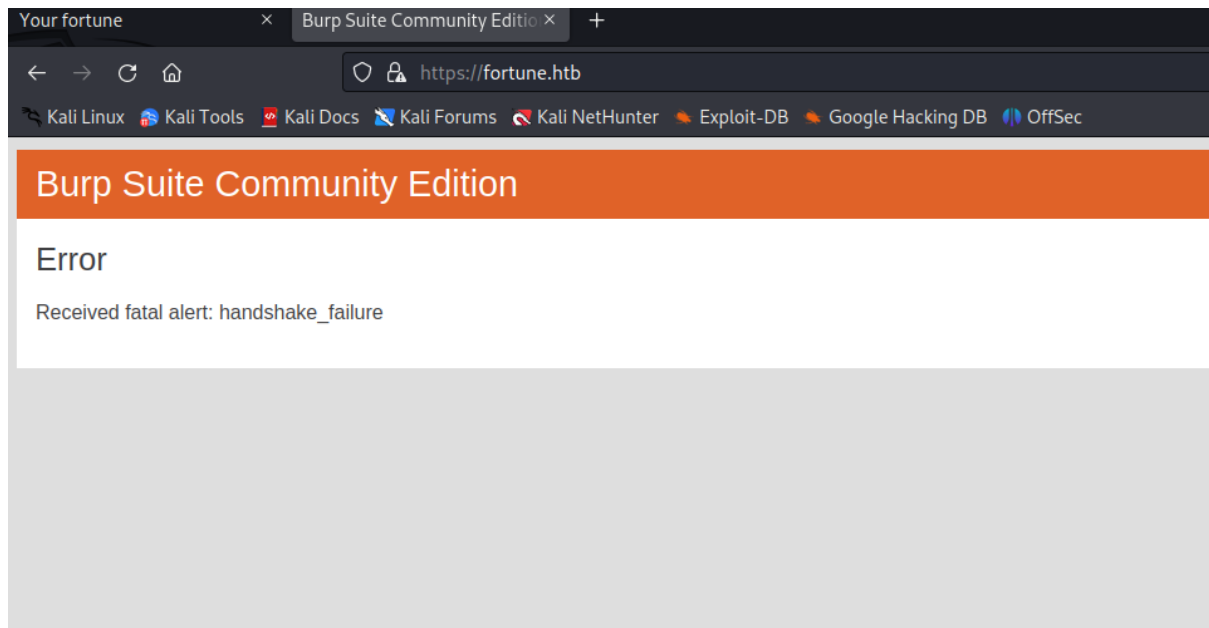 Your fortune × Burp Suite Community Editio × +
https://fortune.htb
Kali Linux Kali Tools Kali Docs Kali Forums Kali NetHunter Exploit-DB Google Hacking DB OffSec
Burp Suite Community Edition
Error
Received fatal alert: handshake_failure